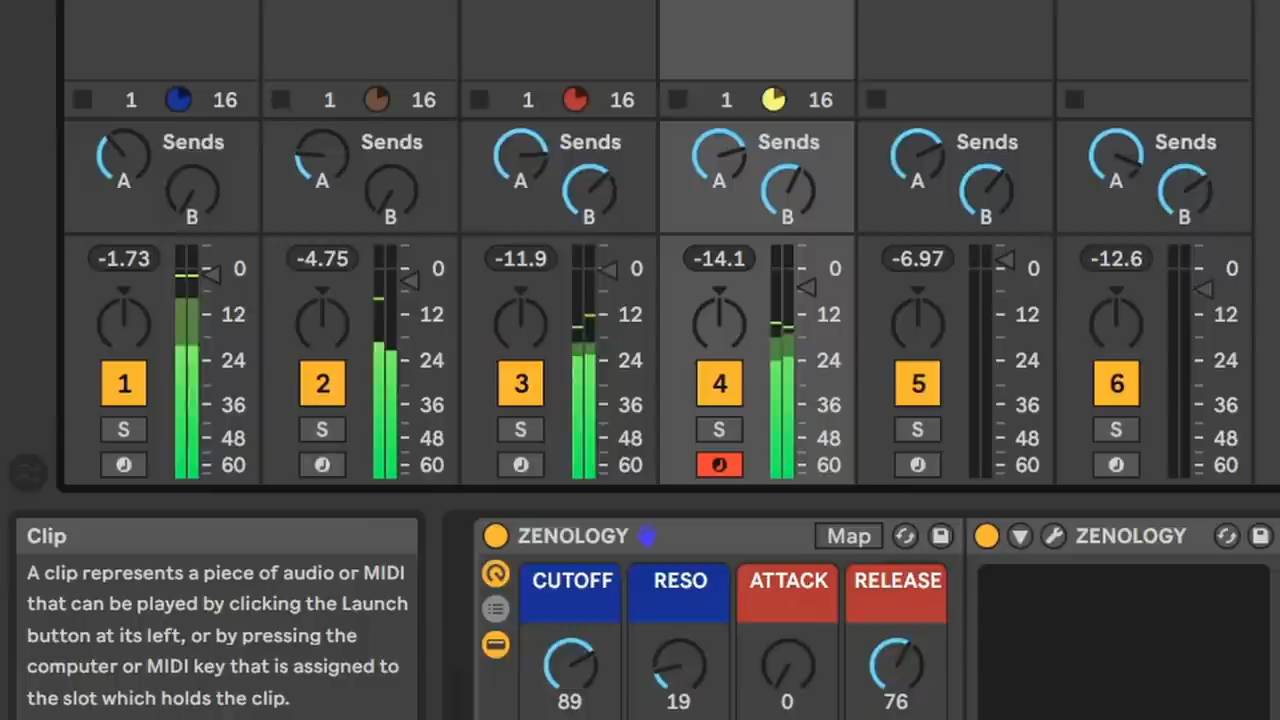 1 16 1 16 1 16 1 16
Sends Sends Sends Sends Sends Sends
A A A A A A
B B B B B B
-1.73 0 -4.75 0 -11.9 0 -14.1 0 -6.97 0 -12.6 0
12 12 12 12 12 12
24 24 24 24 24 24
1 2 3 4 5 6
36 36 36 36 36 36
S S S S S S
48 48 48 48 48 48
60 60 60 60 60 60
Clip
A clip represents a piece of audio or MIDI
that can be played by clicking the Launch
button at its left, or by pressing the
computer or MIDI key that is assigned to
the slot which holds the clip.
ZENOLOGY Map
CUTOFF RESO ATTACK RELEASE
89 19 0 76
ZENOLOGY